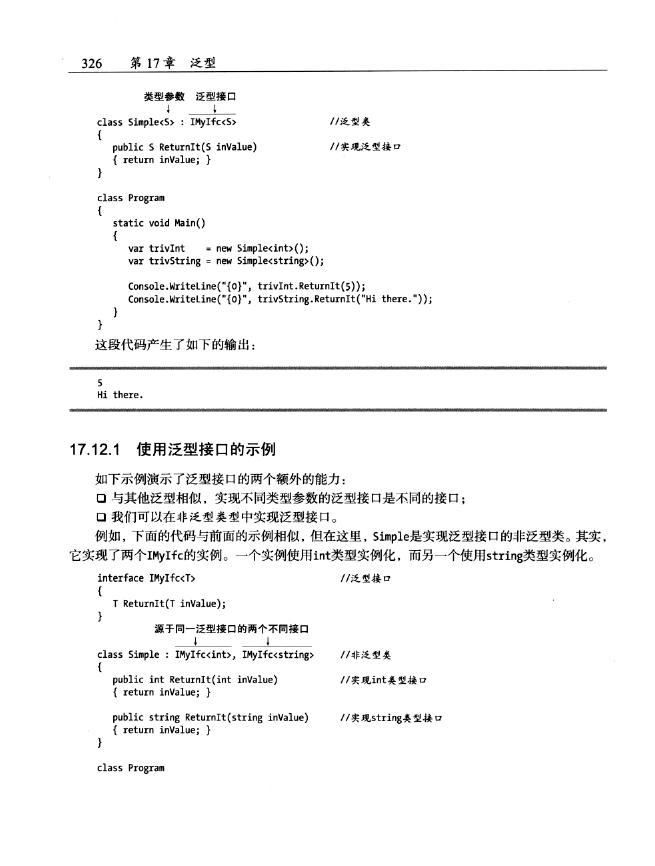 326 第17章 泛型
类型参数 泛型接口
↓ ↓
class Simple<S> : IMyIfc<S> //泛型类
{
public S ReturnIt(S inValue) //实现泛型接口
{ return inValue; }
}
class Program
{
static void Main()
{
var trivInt = new Simple<int>();
var trivString = new Simple<string>();
Console.WriteLine("{0}", trivInt.ReturnIt(5));
Console.WriteLine("{0}", trivString.ReturnIt("Hi there."));
}
}
这段代码产生了如下的输出：
5
Hi there.
17.12.1 使用泛型接口的示例
如下示例演示了泛型接口的两个额外的能力：
❑ 与其他泛型相似，实现不同类型参数的泛型接口是不同的接口；
❑ 我们可以在非泛型类型中实现泛型接口。
例如，下面的代码与前面的示例相似，但在这里，Simple是实现泛型接口的非泛型类。其实，
它实现了两个IMyIfc的实例。一个实例使用int类型实例化，而另一个使用string类型实例化。
interface IMyIfc<T> //泛型接口
{
T ReturnIt(T inValue);
}
源于同一泛型接口的两个不同接口
↓ ↓
class Simple : IMyIfc<int>, IMyIfc<string> //非泛型类
{
public int ReturnIt(int inValue) //实现int类型接口
{ return inValue; }
public string ReturnIt(string inValue) //实现string类型接口
{ return inValue; }
}
class Program